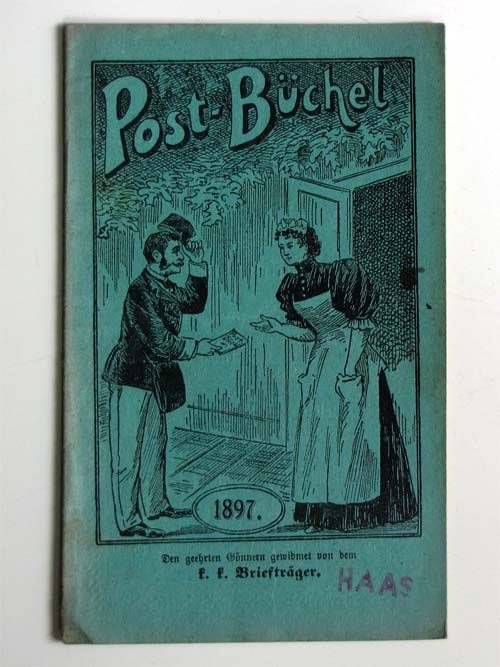 Post-Büchel
1897.
Den geehrten Gönnern gewidmet von dem
k. k. Briefträger.
HAAS